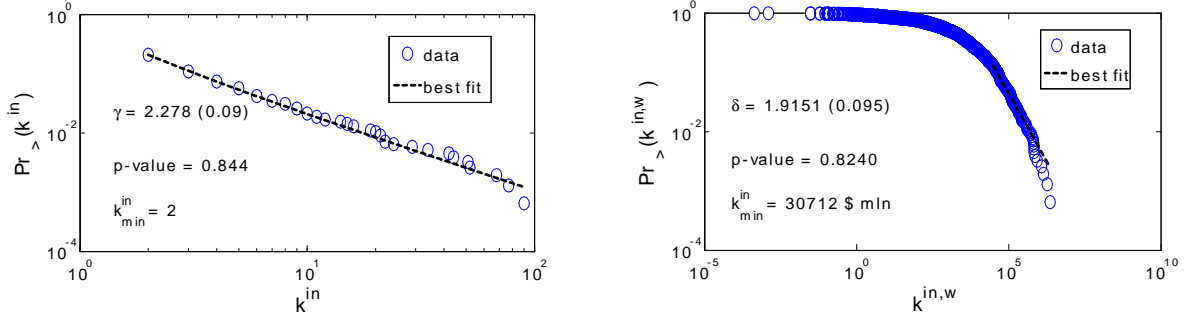 10^0
10^-2
10^-4
Pr_>(k^in)
data
best fit
γ = 2.278 (0.09)
p-value = 0.844
k^in_min = 2
10^0
10^1
10^2
k^in
10^0
10^-2
10^-4
Pr_>(k^in,w)
data
best fit
δ = 1.9151 (0.095)
p-value = 0.8240
k^in_min = 30712 $ mln
10^-5
10^0
10^5
10^10
k^in,w